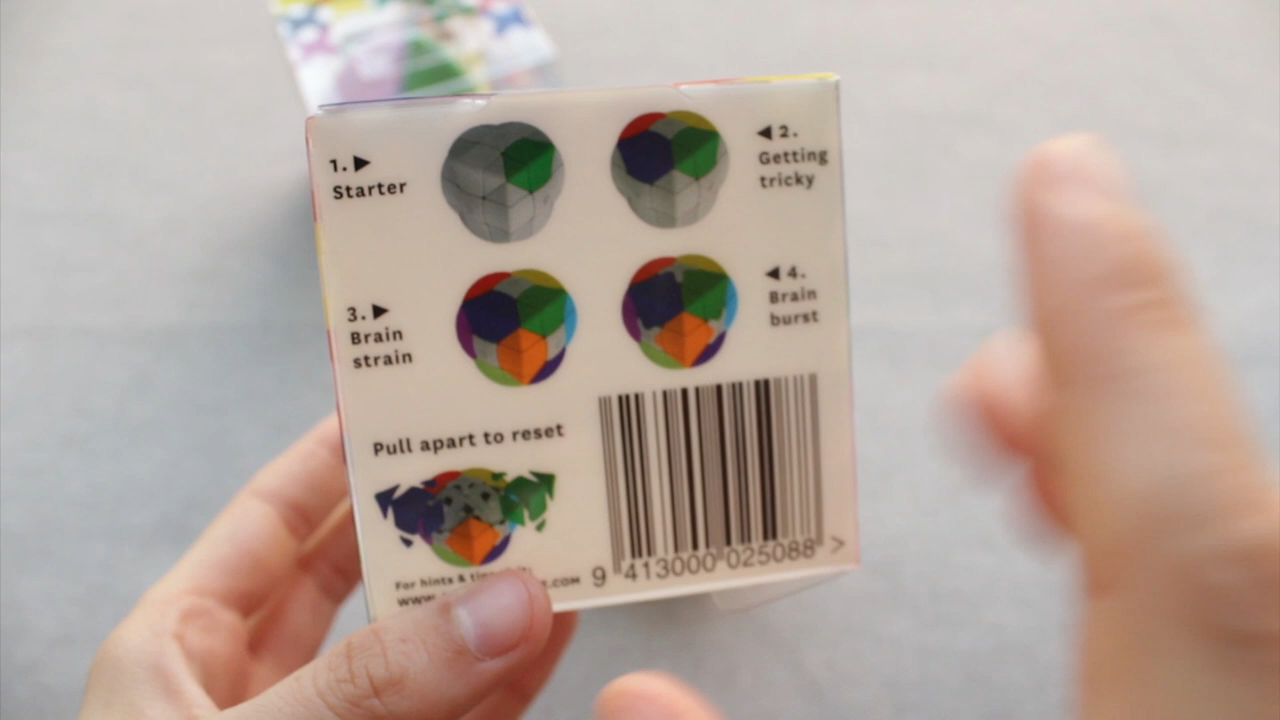 1. ▶
Starter
◀ 2.
Getting
tricky
3. ▶
Brain
strain
◀ 4.
Brain
burst
Pull apart to reset
For hints &
.COM
WWW.
9 413000 025088 >